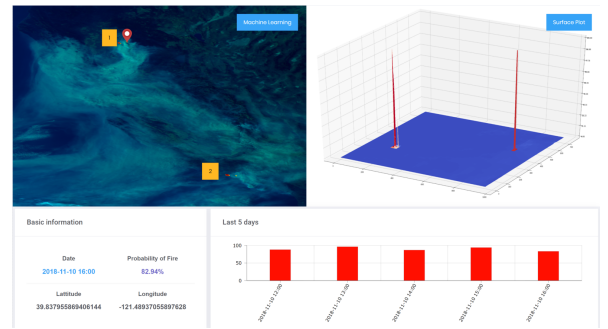 Machine Learning
1
2
Surface Plot
Basic information
Date
Probability of Fire
2018-11-10 16:00
82.94%
Lattitude
Longitude
39.837955869406144
-121.48937055897628
Last 5 days
100
50
0
2018-11-10 12:00
2018-11-10 13:00
2018-11-10 14:00
2018-11-10 15:00
2018-11-10 16:00